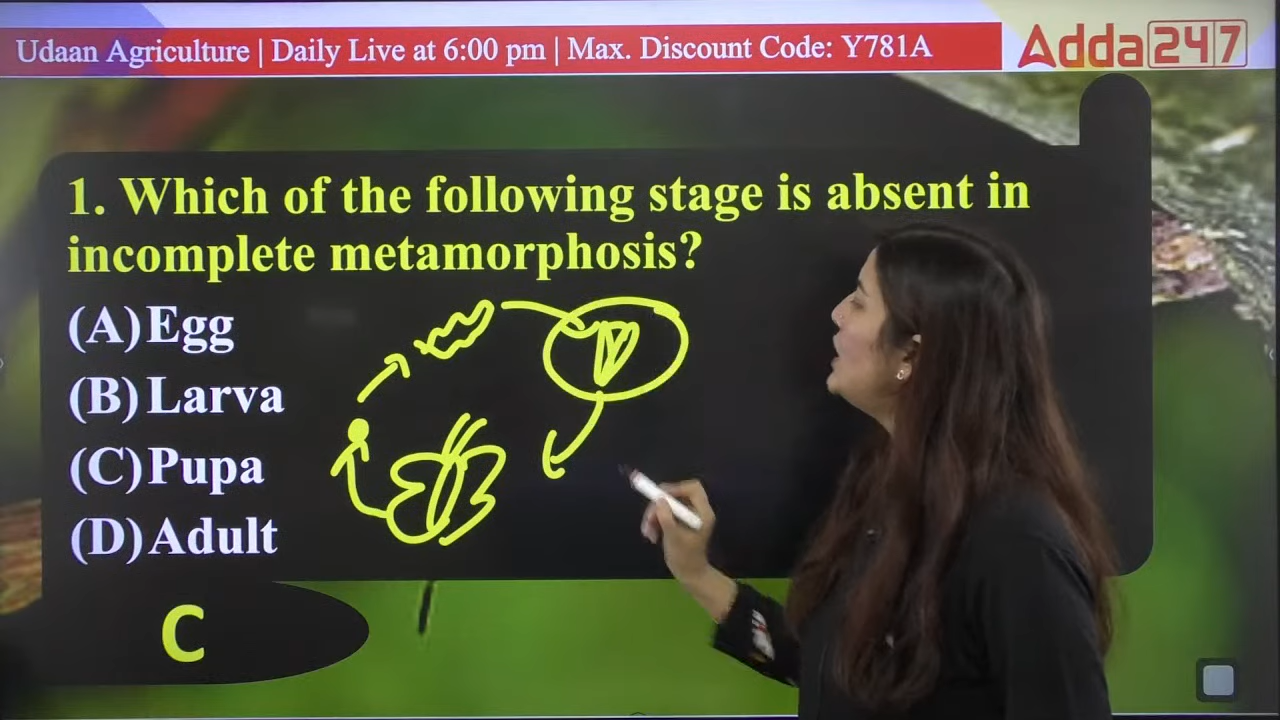 Udaan Agriculture | Daily Live at 6:00 pm | Max. Discount Code: Y781A
Adda247
1. Which of the following stage is absent in
incomplete metamorphosis?
(A) Egg
(B) Larva
(C) Pupa
(D) Adult
C